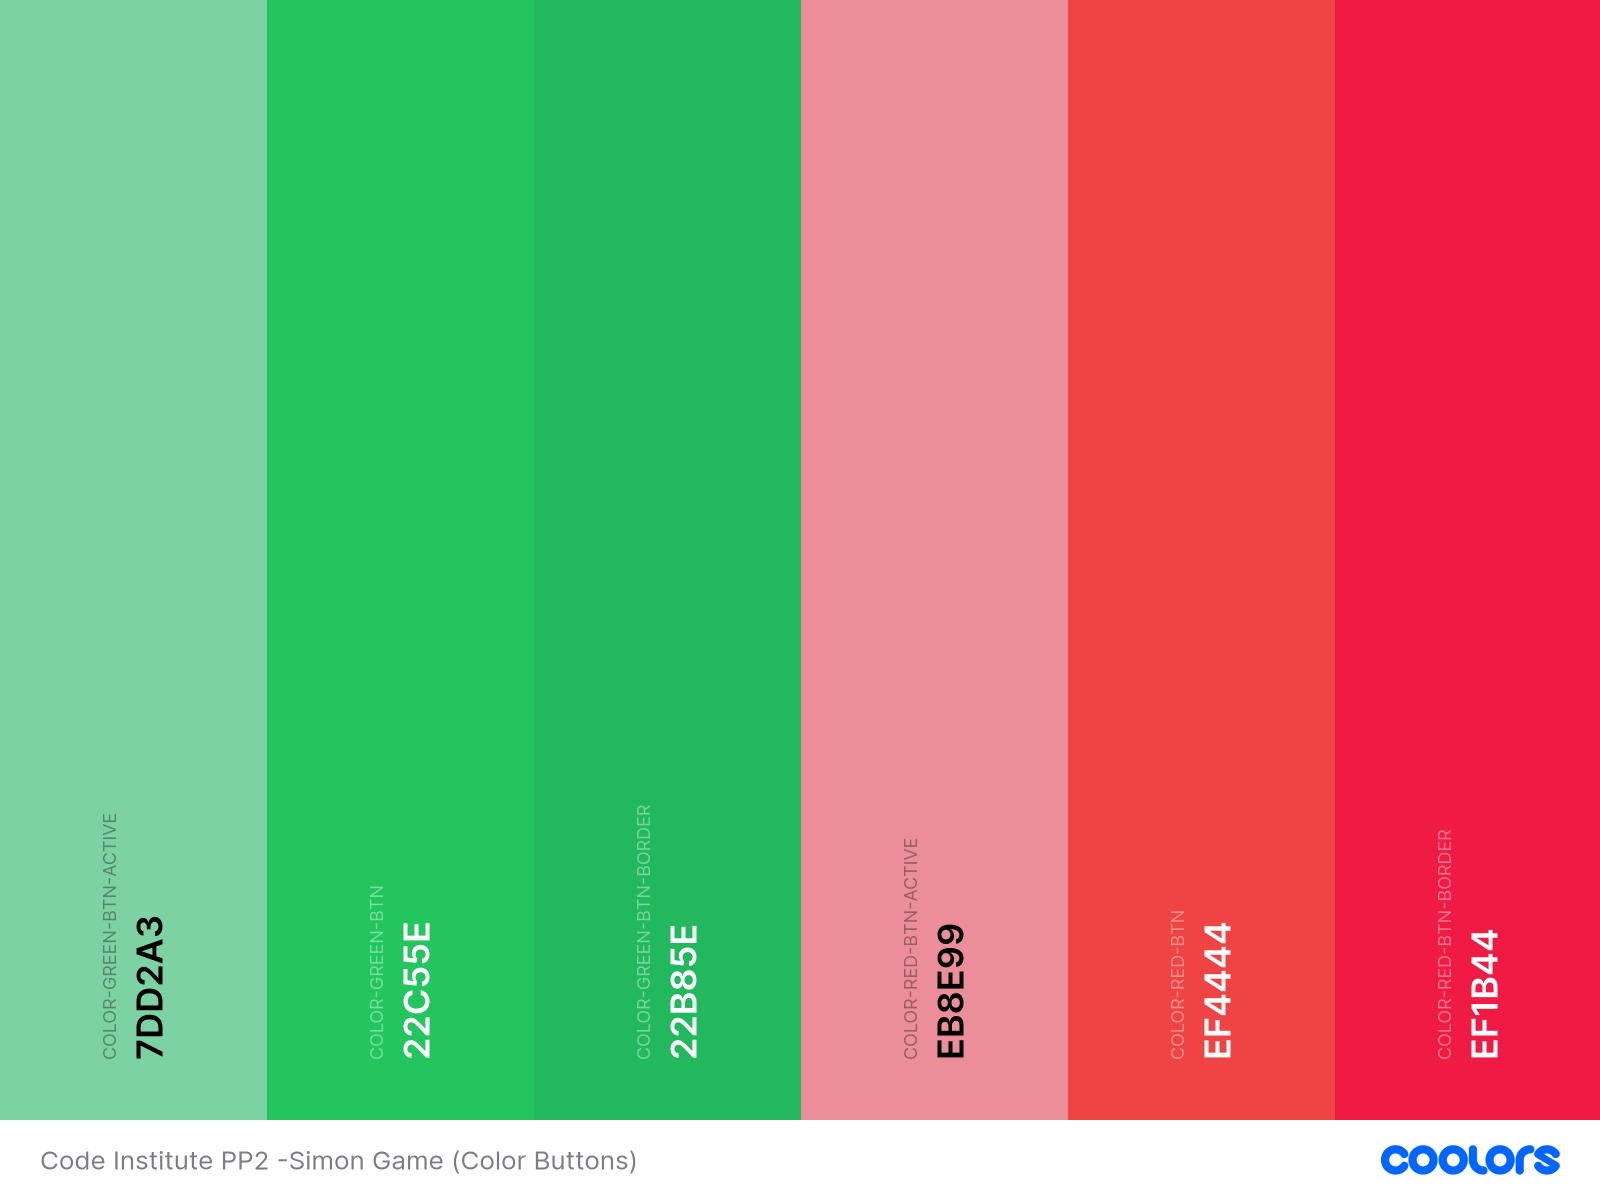 COLOR-GREEN-BTN-ACTIVE
7DD2A3
COLOR-GREEN-BTN
22C55E
COLOR-GREEN-BTN-BORDER
22B85E
COLOR-RED-BTN-ACTIVE
EB8E99
COLOR-RED-BTN
EF4444
COLOR-RED-BTN-BORDER
EF1B44
Code Institute PP2 -Simon Game (Color Buttons)
coolors